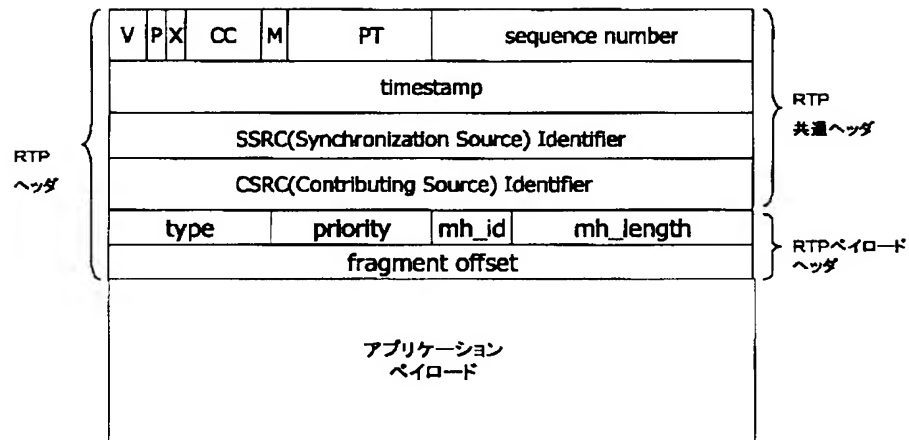 V P X CC M PT sequence number
timestamp
RTP
共通ヘッダ
SSRC(Synchronization Source) Identifier
RTP
ヘッダ
CSRC(Contributing Source) Identifier
type priority mh_id mh_length
RTPペイロード
ヘッダ
fragment offset
アプリケーション
ペイロード